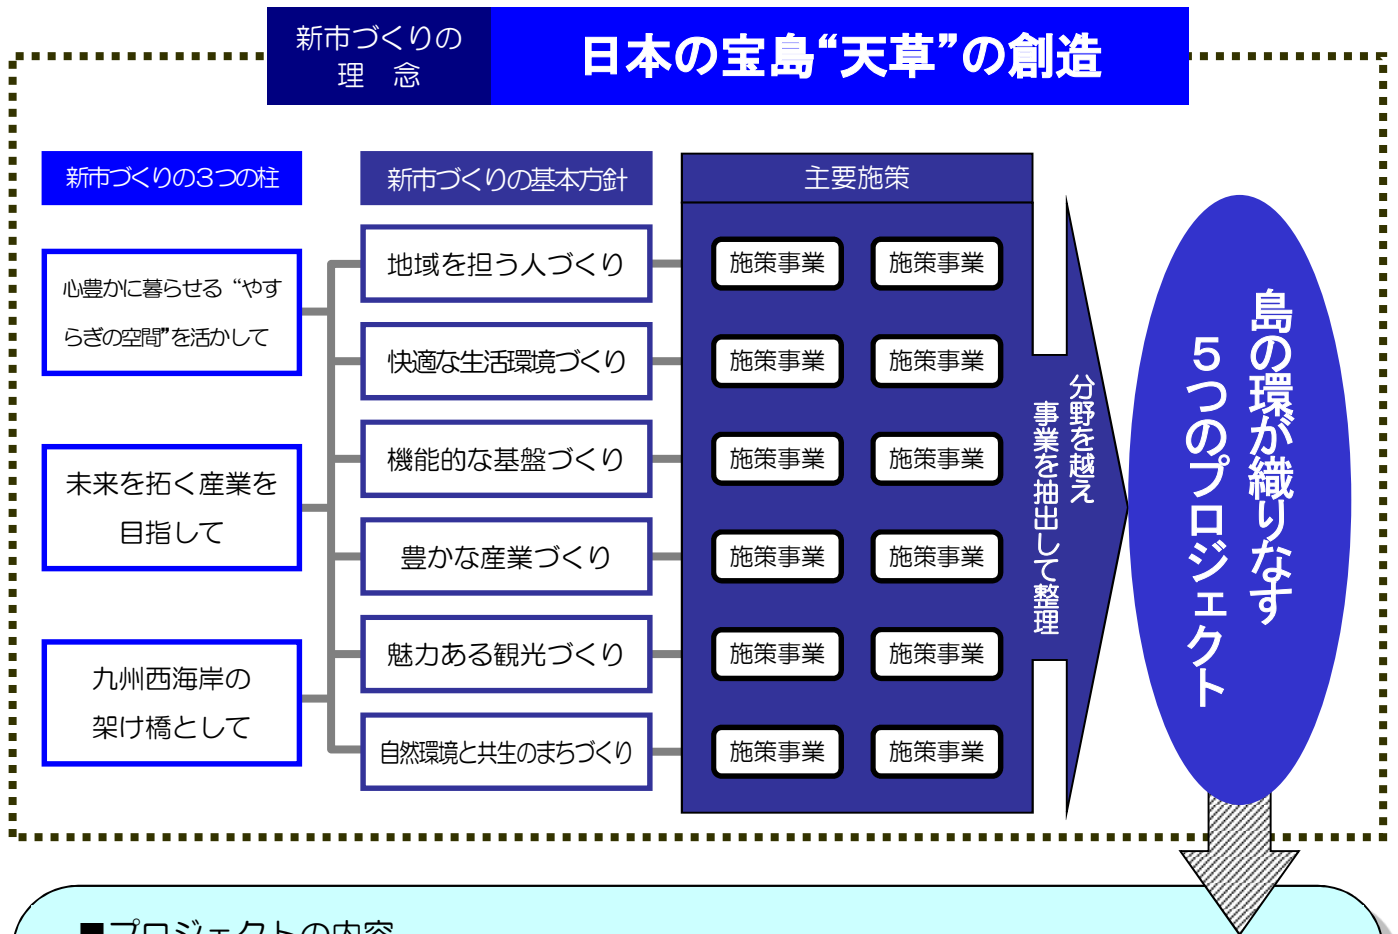 新市づくりの
理　念
日本の宝島“天草”の創造
新市づくりの３つの柱
新市づくりの基本方針
主要施策
心豊かに暮らせる“やす
らぎの空間”を活かして
未来を拓く産業を
目指して
九州西海岸の
架け橋として
地域を担う人づくり
快適な生活環境づくり
機能的な基盤づくり
豊かな産業づくり
魅力ある観光づくり
自然環境と共生のまちづくり
施策事業
施策事業
施策事業
施策事業
施策事業
施策事業
施策事業
施策事業
施策事業
施策事業
施策事業
施策事業
分野を越え
事業を抽出して整理
島の環が織りなす
５つのプロジェクト
■プロジェクトの内容